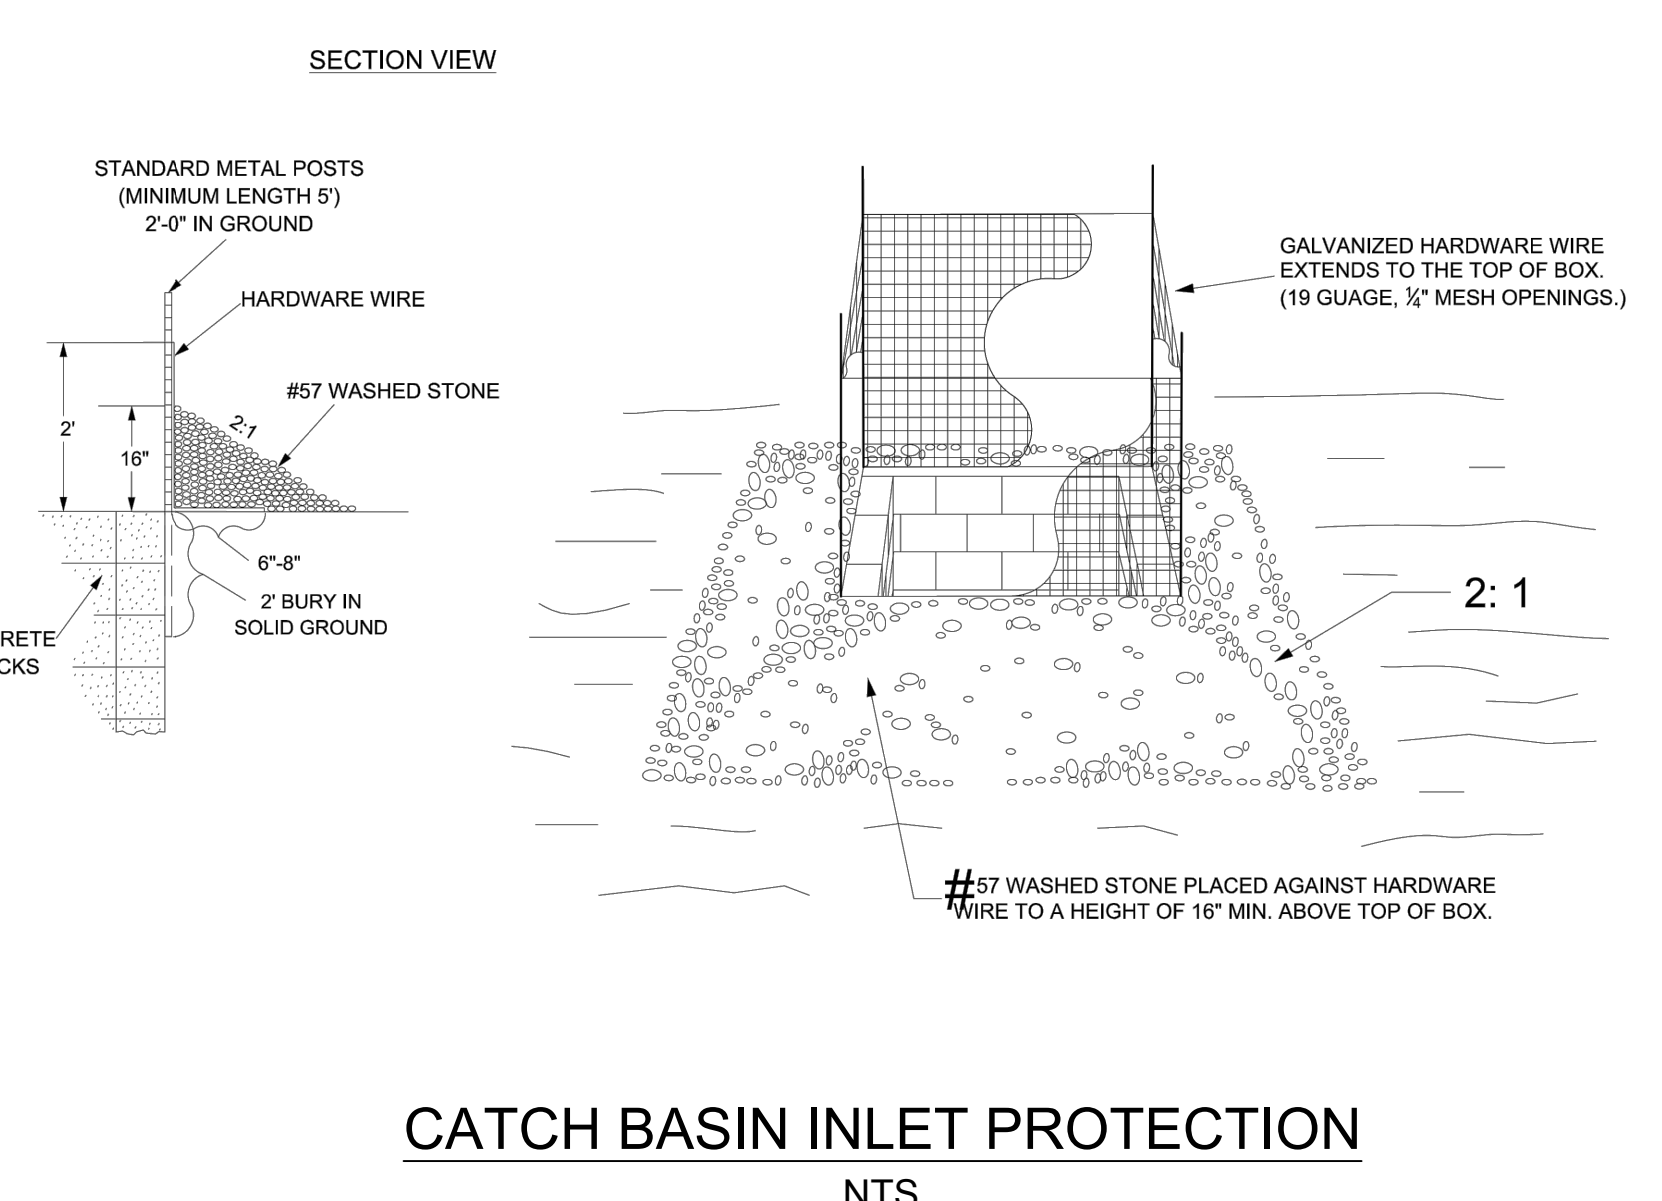 SECTION VIEW
STANDARD METAL POSTS
(MINIMUM LENGTH 5')
2'-0" IN GROUND
HARDWARE WIRE
#57 WASHED STONE
2:1
2'
16"
6"-8"
2' BURY IN
SOLID GROUND
RETE
CKS
GALVANIZED HARDWARE WIRE
EXTENDS TO THE TOP OF BOX.
(19 GUAGE, ¼" MESH OPENINGS.)
2: 1
#57 WASHED STONE PLACED AGAINST HARDWARE
WIRE TO A HEIGHT OF 16" MIN. ABOVE TOP OF BOX.
CATCH BASIN INLET PROTECTION
NTS